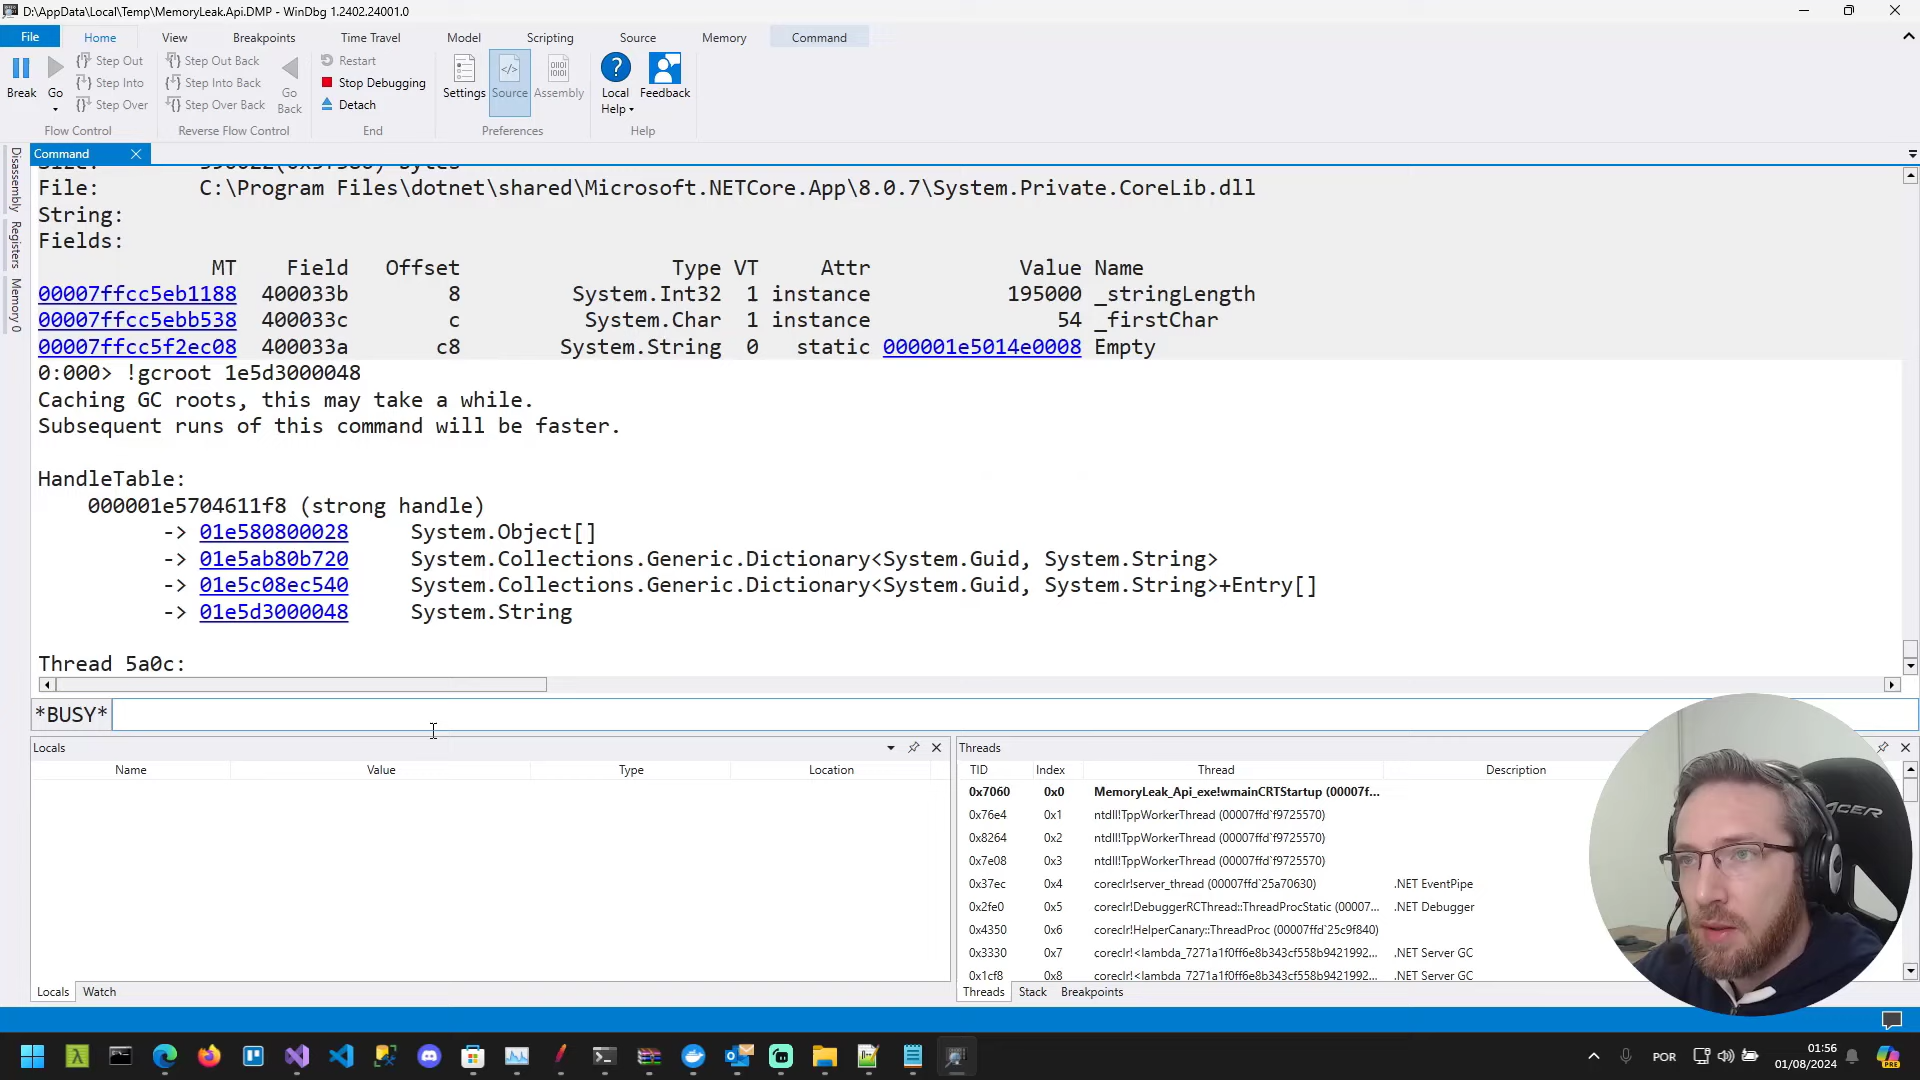 D:\AppData\Local\Temp\MemoryLeak.Api.DMP - WinDbg 1.2402.24001.0
File Home View Breakpoints Time Travel Model Scripting Source Memory Command
Break Go Step Out Step Into Step Over Flow Control
Step Out Back Step Into Back Step Over Back Go Back Reverse Flow Control
Restart Stop Debugging Detach End
Settings Source Assembly Preferences
Local Help Feedback Help
Command
Disassembly
Registers
Memory 0
File: C:\Program Files\dotnet\shared\Microsoft.NETCore.App\8.0.7\System.Private.CoreLib.dll
String:
Fields:
MT Field Offset Type VT Attr Value Name
00007ffcc5eb1188 400033b 8 System.Int32 1 instance 195000 _stringLength
00007ffcc5ebb538 400033c c System.Char 1 instance 54 _firstChar
00007ffcc5f2ec08 400033a c8 System.String 0 static 000001e5014e0008 Empty
0:000> !gcroot 1e5d3000048
Caching GC roots, this may take a while.
Subsequent runs of this command will be faster.
HandleTable:
000001e5704611f8 (strong handle)
-> 01e580800028 System.Object[]
-> 01e5ab80b720 System.Collections.Generic.Dictionary<System.Guid, System.String>
-> 01e5c08ec540 System.Collections.Generic.Dictionary<System.Guid, System.String>+Entry[]
-> 01e5d3000048 System.String
Thread 5a0c:
*BUSY*
Locals
Name Value Type Location
Locals Watch
Threads
TID Index Thread Description
0x7060 0x0 MemoryLeak_Api_exe!wmainCRTStartup (00007f...
0x76e4 0x1 ntdll!TppWorkerThread (00007ffd`f9725570)
0x8264 0x2 ntdll!TppWorkerThread (00007ffd`f9725570)
0x7e08 0x3 ntdll!TppWorkerThread (00007ffd`f9725570)
0x37ec 0x4 coreclr!server_thread (00007ffd`25a70630) .NET EventPipe
0x2fe0 0x5 coreclr!DebuggerRCThread::ThreadProcStatic (00007... .NET Debugger
0x4350 0x6 coreclr!HelperCanary::ThreadProc (00007ffd`25c9f840)
0x3330 0x7 coreclr!<lambda_7271a1f0ff6e8b343cf558b9421992... .NET Server GC
0x1cf8 0x8 coreclr!<lambda_7271a1f0ff6e8b343cf558b9421992... .NET Server GC
Threads Stack Breakpoints
ACER
POR
01:56
01/08/2024
PRE